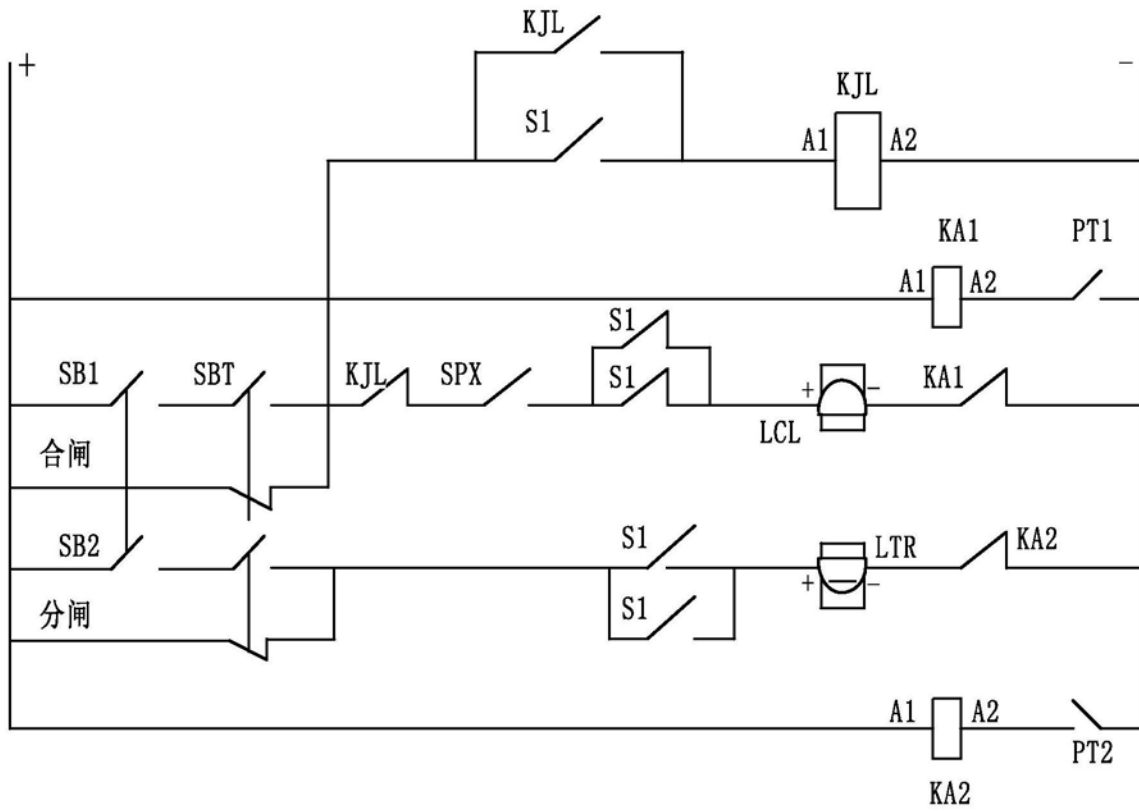 KJL
+
-
S1
KJL
A1
A2
KA1
PT1
A1
A2
S1
SB1
SBT
KJL
SPX
S1
+
-
KA1
LCL
合闸
SB2
S1
LTR
KA2
+
-
分闸
S1
A1
A2
PT2
KA2